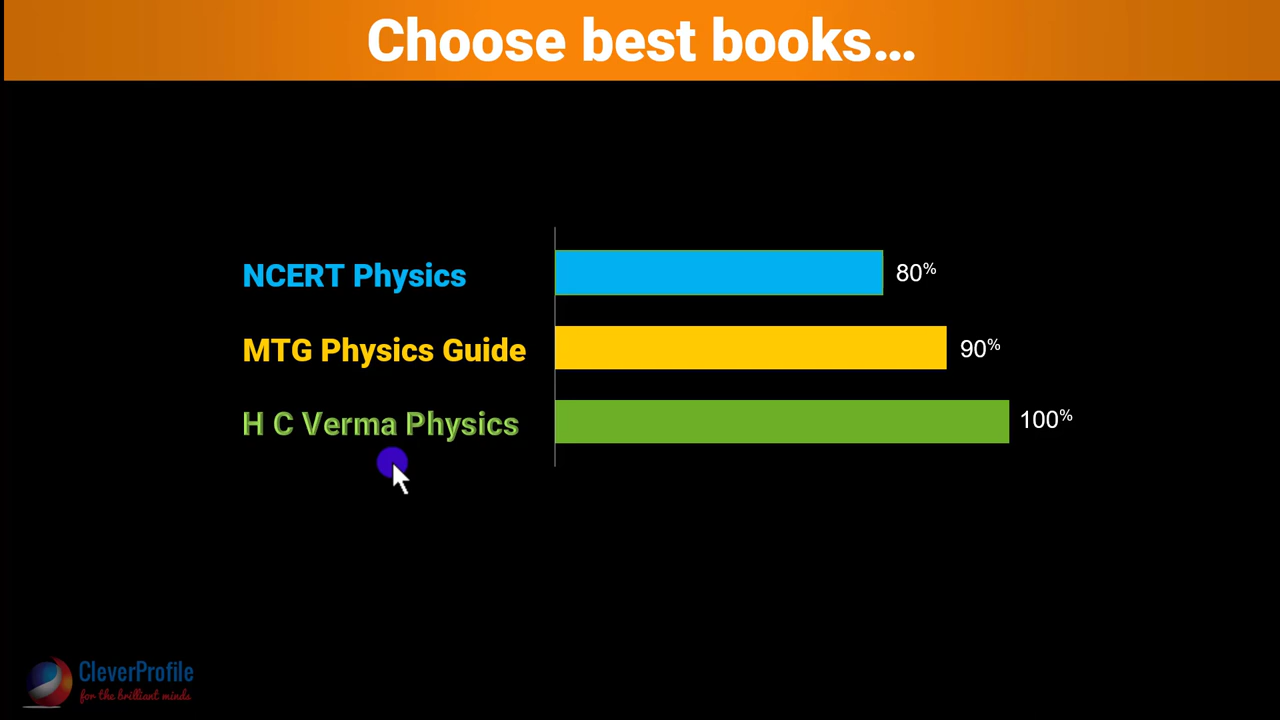 Choose best books…
NCERT Physics 80%
MTG Physics Guide 90%
H C Verma Physics 100%
CleverProfile
for the brilliant minds